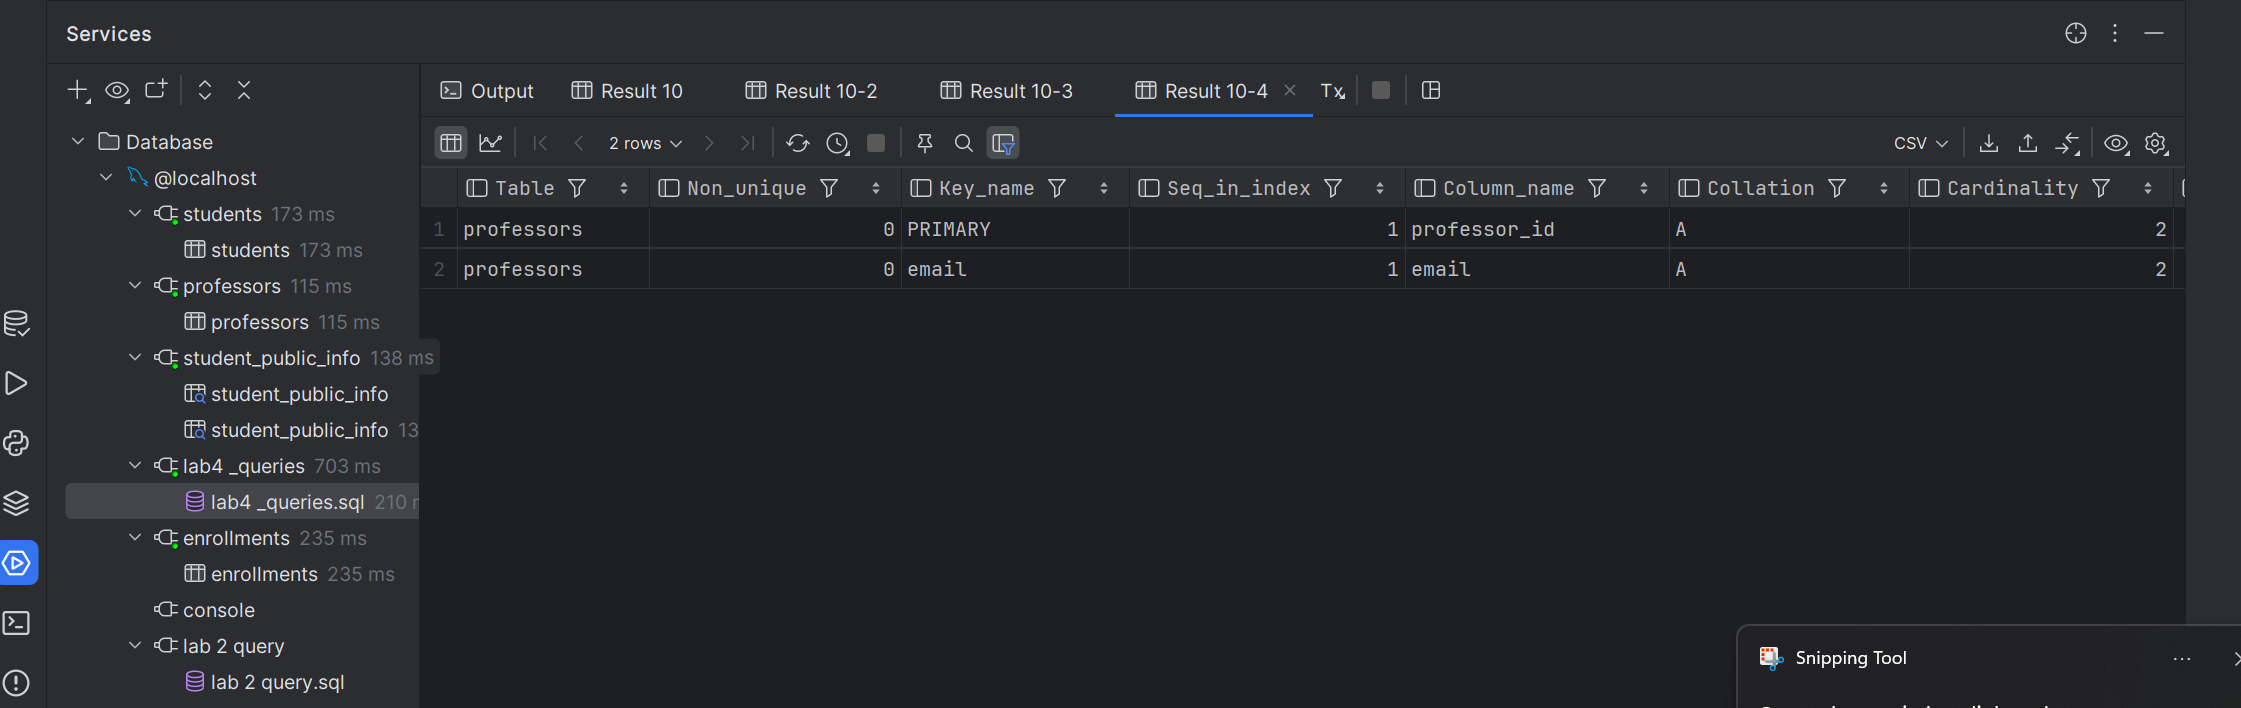 Services
Output
Result 10
Result 10-2
Result 10-3
Result 10-4
Tx
2 rows
CSV
Database
@localhost
students 173 ms
students 173 ms
professors 115 ms
professors 115 ms
student_public_info 138 ms
student_public_info
student_public_info 13
lab4 _queries 703 ms
lab4 _queries.sql 210
enrollments 235 ms
enrollments 235 ms
console
lab 2 query
lab 2 query.sql
Table Non_unique Key_name Seq_in_index Column_name Collation Cardinality
1 professors 0 PRIMARY 1 professor_id A 2
2 professors 0 email 1 email A 2
Snipping Tool